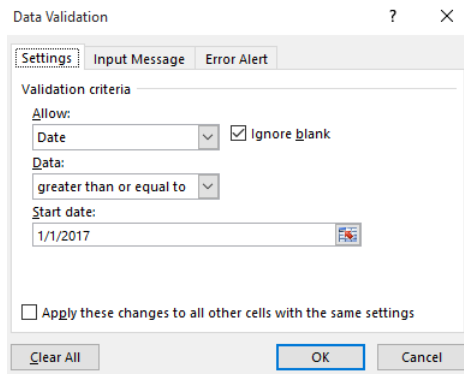 Data Validation ? ×
Settings Input Message Error Alert
Validation criteria
Allow:
Date Ignore blank
Data:
greater than or equal to
Start date:
1/1/2017
Apply these changes to all other cells with the same settings
Clear All OK Cancel